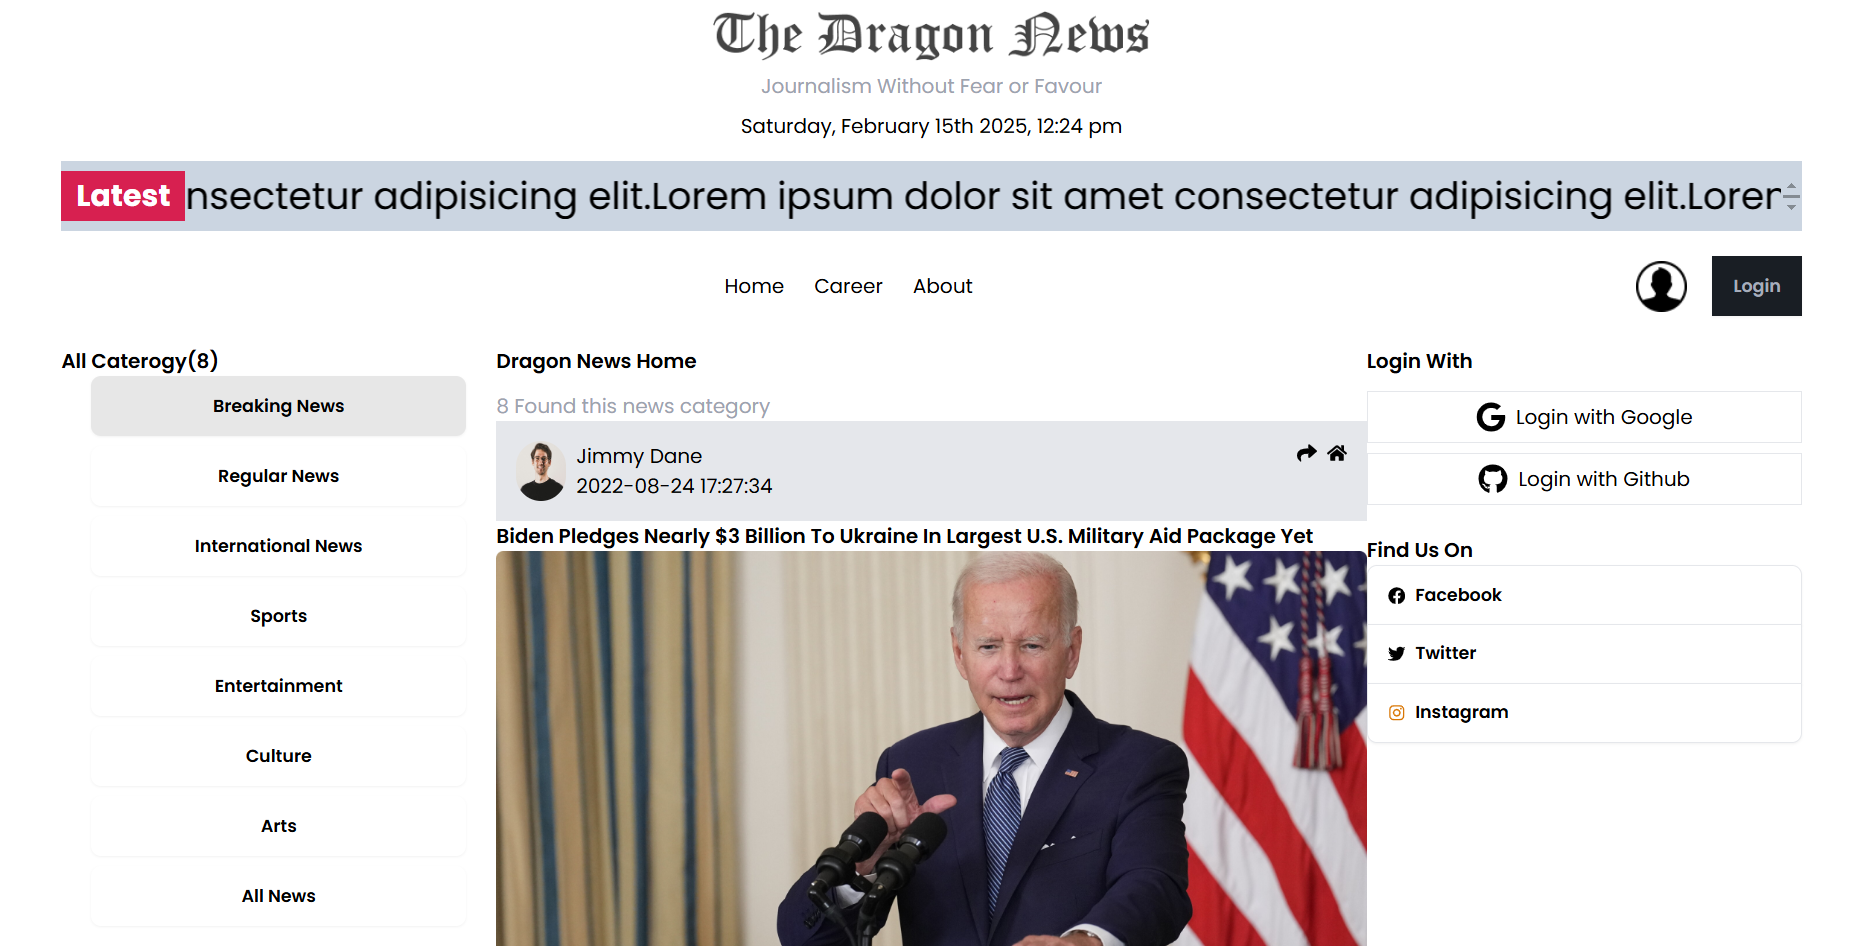 The Dragon News
Journalism Without Fear or Favour
Saturday, February 15th 2025, 12:24 pm
Latest
nsectetur adipisicing elit.Lorem ipsum dolor sit amet consectetur adipisicing elit.Lorem
Home
Career
About
Login
All Caterogy(8)
Breaking News
Regular News
International News
Sports
Entertainment
Culture
Arts
All News
Dragon News Home
8 Found this news category
Jimmy Dane
2022-08-24 17:27:34
Biden Pledges Nearly $3 Billion To Ukraine In Largest U.S. Military Aid Package Yet
Login With
Login with Google
Login with Github
Find Us On
Facebook
Twitter
Instagram